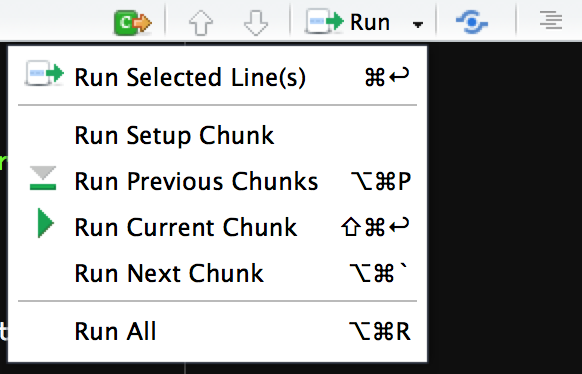 C
Run
Run Selected Line(s) ⌘↩
Run Setup Chunk
Run Previous Chunks ⌥⌘P
Run Current Chunk ⇧⌘↩
Run Next Chunk ⌥⌘`
Run All ⌥⌘R